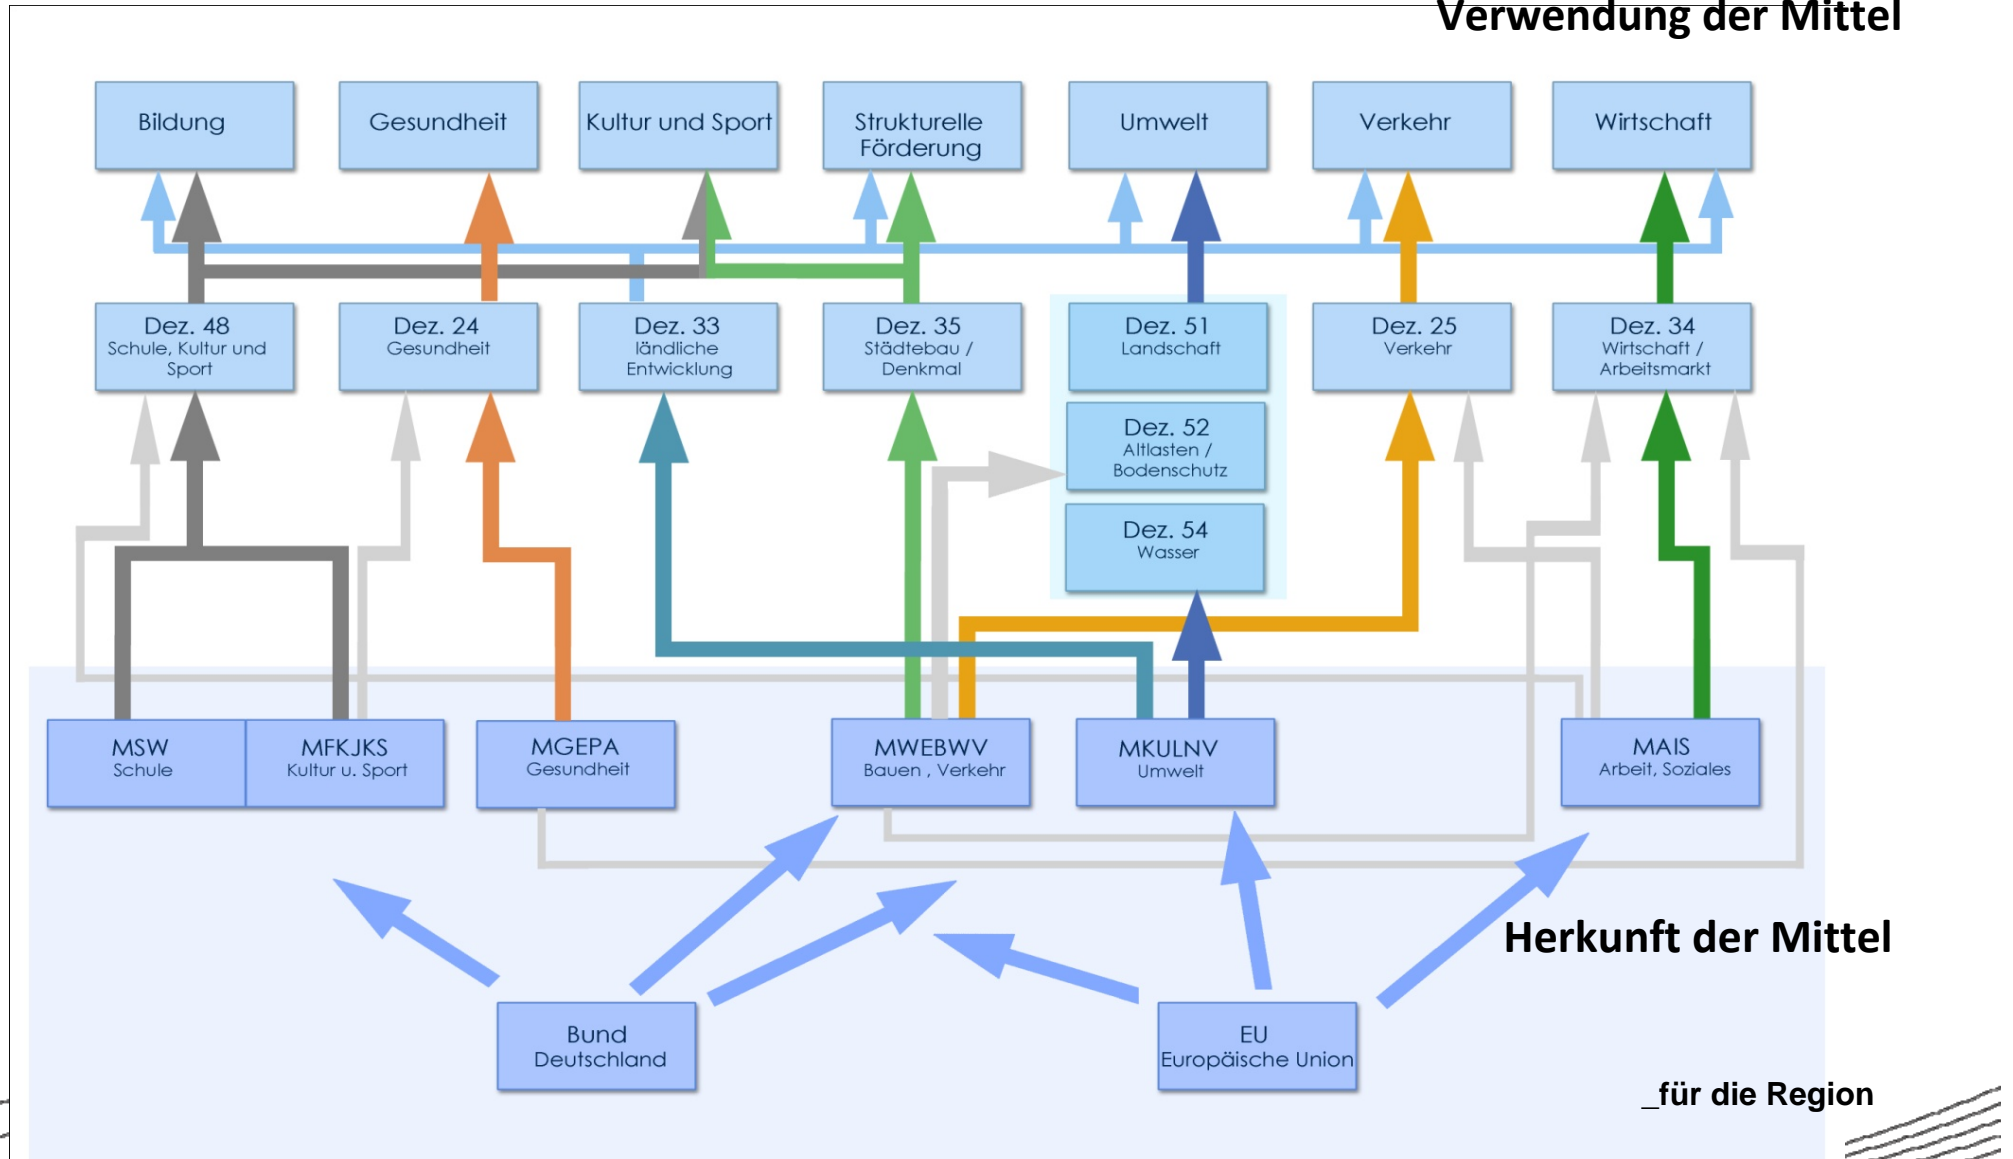 Verwendung der Mittel
Bildung
Gesundheit
Kultur und Sport
Strukturelle
Förderung
Umwelt
Verkehr
Wirtschaft
Dez. 48
Schule, Kultur und
Sport
Dez. 24
Gesundheit
Dez. 33
ländliche
Entwicklung
Dez. 35
Städtebau /
Denkmal
Dez. 51
Landschaft
Dez. 52
Altlasten /
Bodenschutz
Dez. 54
Wasser
Dez. 25
Verkehr
Dez. 34
Wirtschaft /
Arbeitsmarkt
MSW
Schule
MFKJKS
Kultur u. Sport
MGEPA
Gesundheit
MWEBWV
Bauen , Verkehr
MKULNV
Umwelt
MAIS
Arbeit, Soziales
Herkunft der Mittel
Bund
Deutschland
EU
Europäische Union
_für die Region